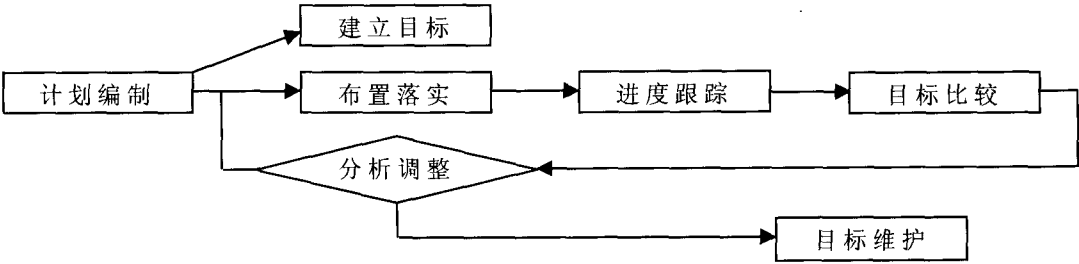 建立目标
计划编制
布置落实
进度跟踪
目标比较
分析调整
目标维护